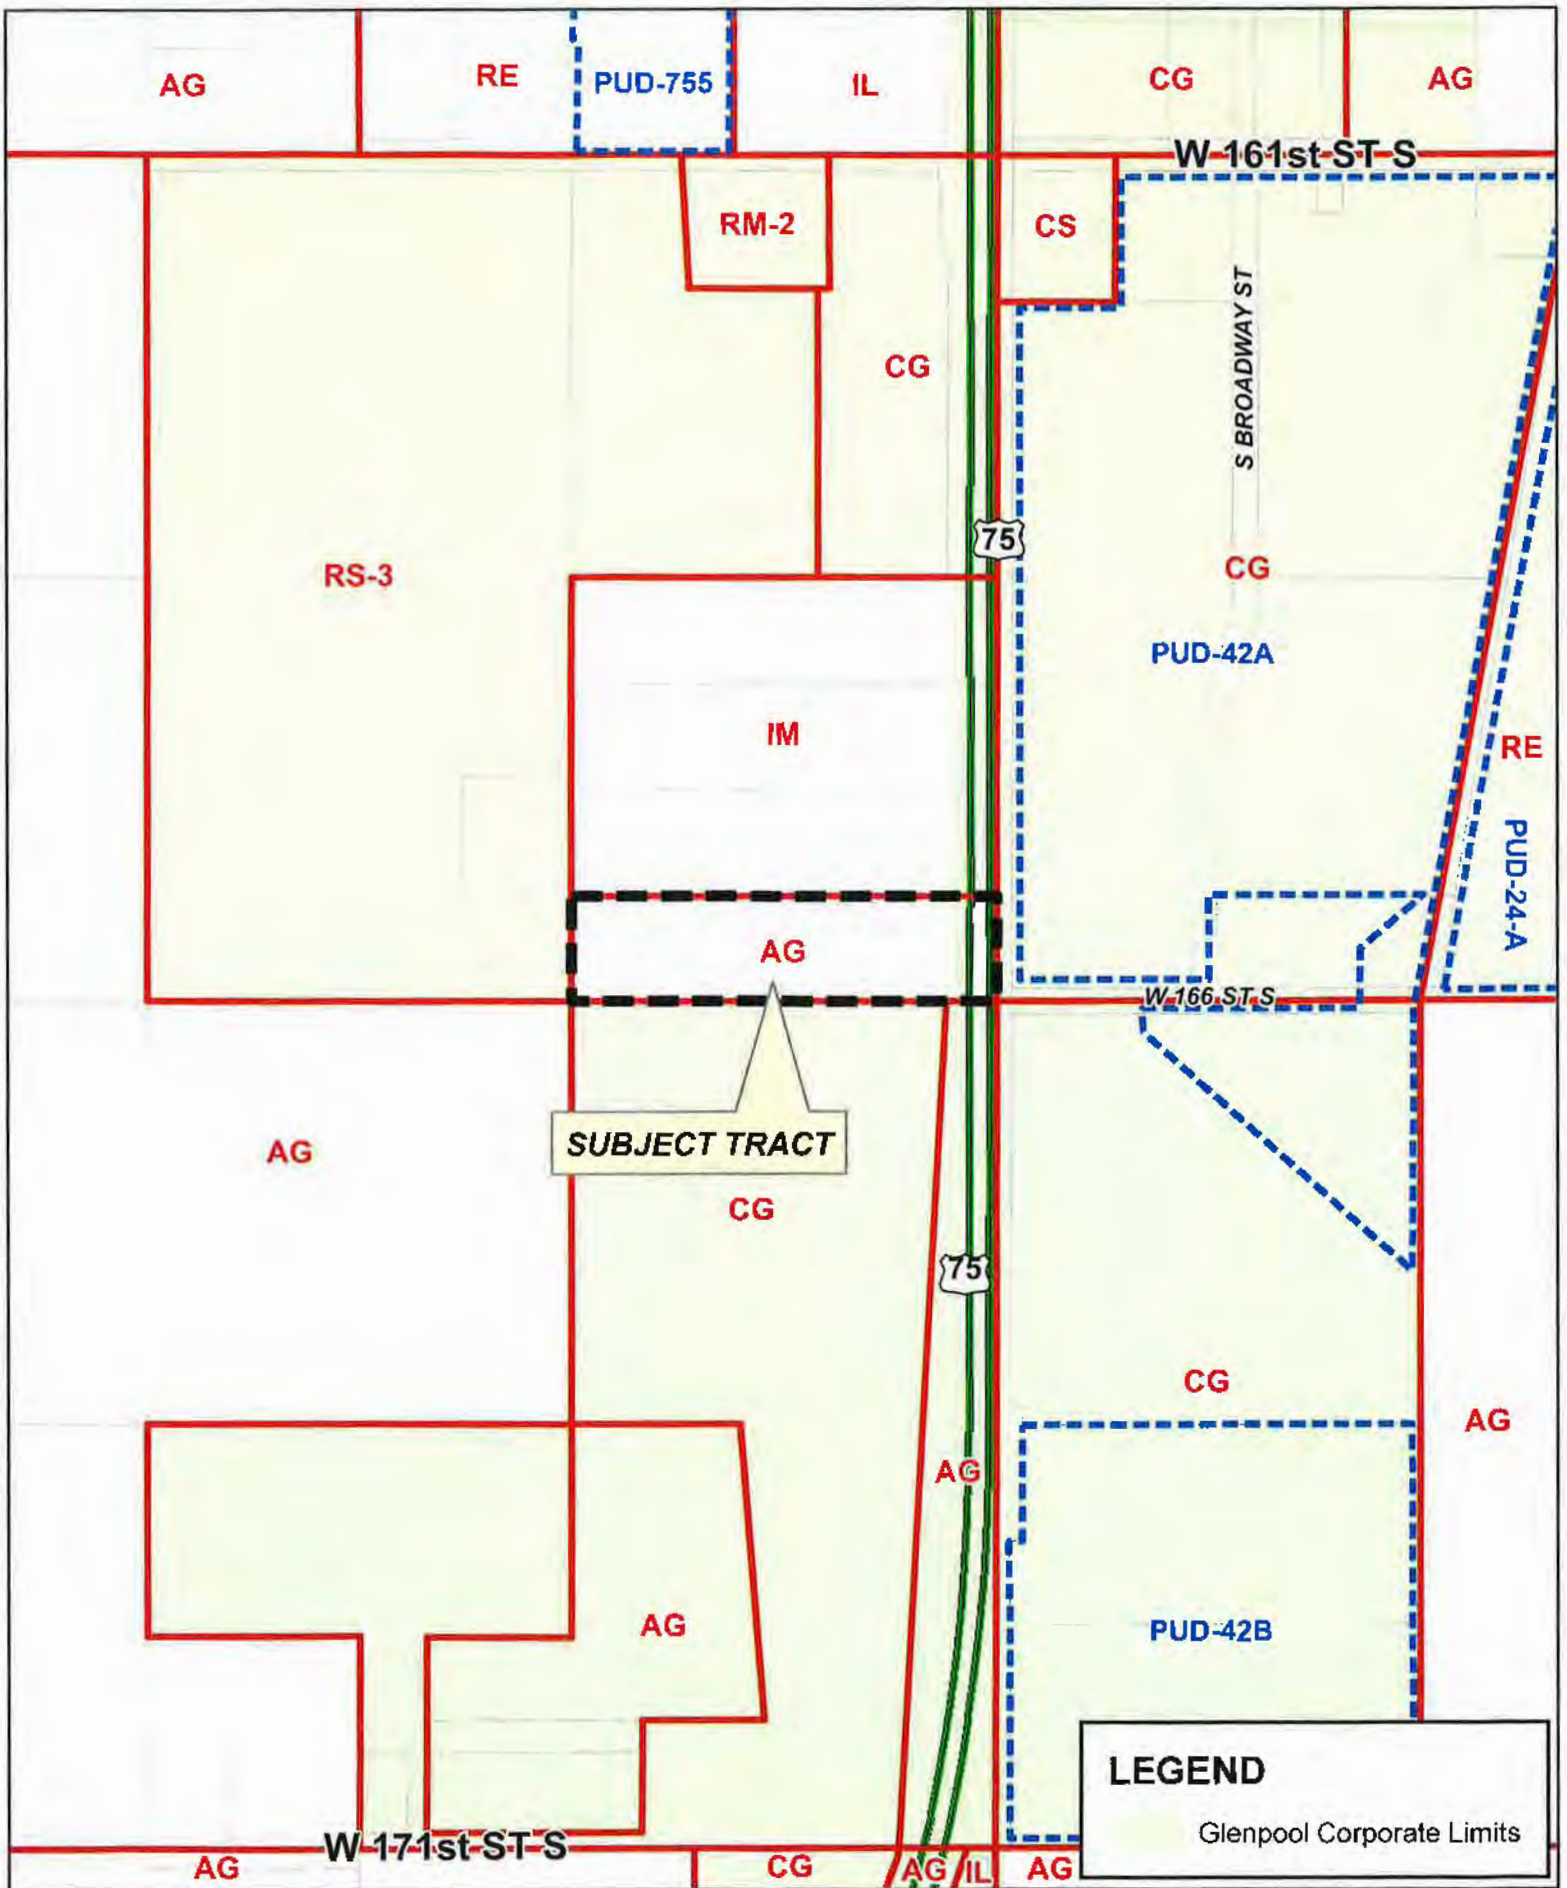 AG
RE
PUD-755
IL
CG
AG
W 161st ST S
RM-2
CS
S BROADWAY ST
CG
75
RS-3
CG
PUD-42A
IM
RE
PUD-24-A
AG
W 166 ST S
SUBJECT TRACT
AG
CG
75
CG
AG
AG
AG
PUD-42B
LEGEND
Glenpool Corporate Limits
W 171st ST S
AG
CG
AG
IL
AG